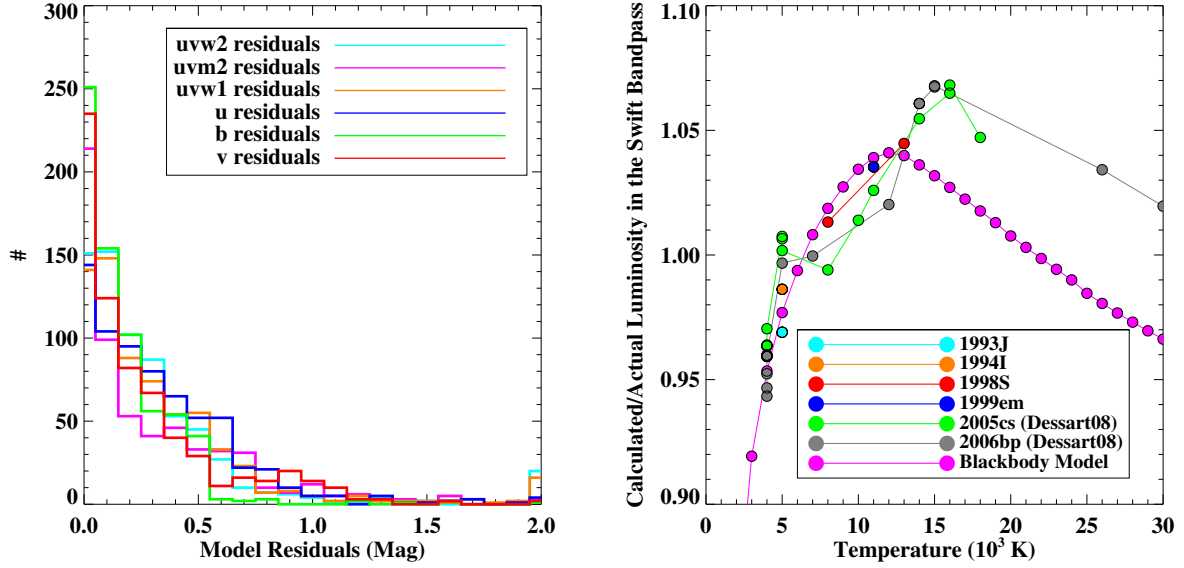 300
250
200
150
100
50
0
#
0.0 0.5 1.0 1.5 2.0
Model Residuals (Mag)
uvw2 residuals
uvm2 residuals
uvw1 residuals
u residuals
b residuals
v residuals
1.10
1.05
1.00
0.95
0.90
Calculated/Actual Luminosity in the Swift Bandpass
0 5 10 15 20 25 30
Temperature (10³ K)
1993J
1994I
1998S
1999em
2005cs (Dessart08)
2006bp (Dessart08)
Blackbody Model